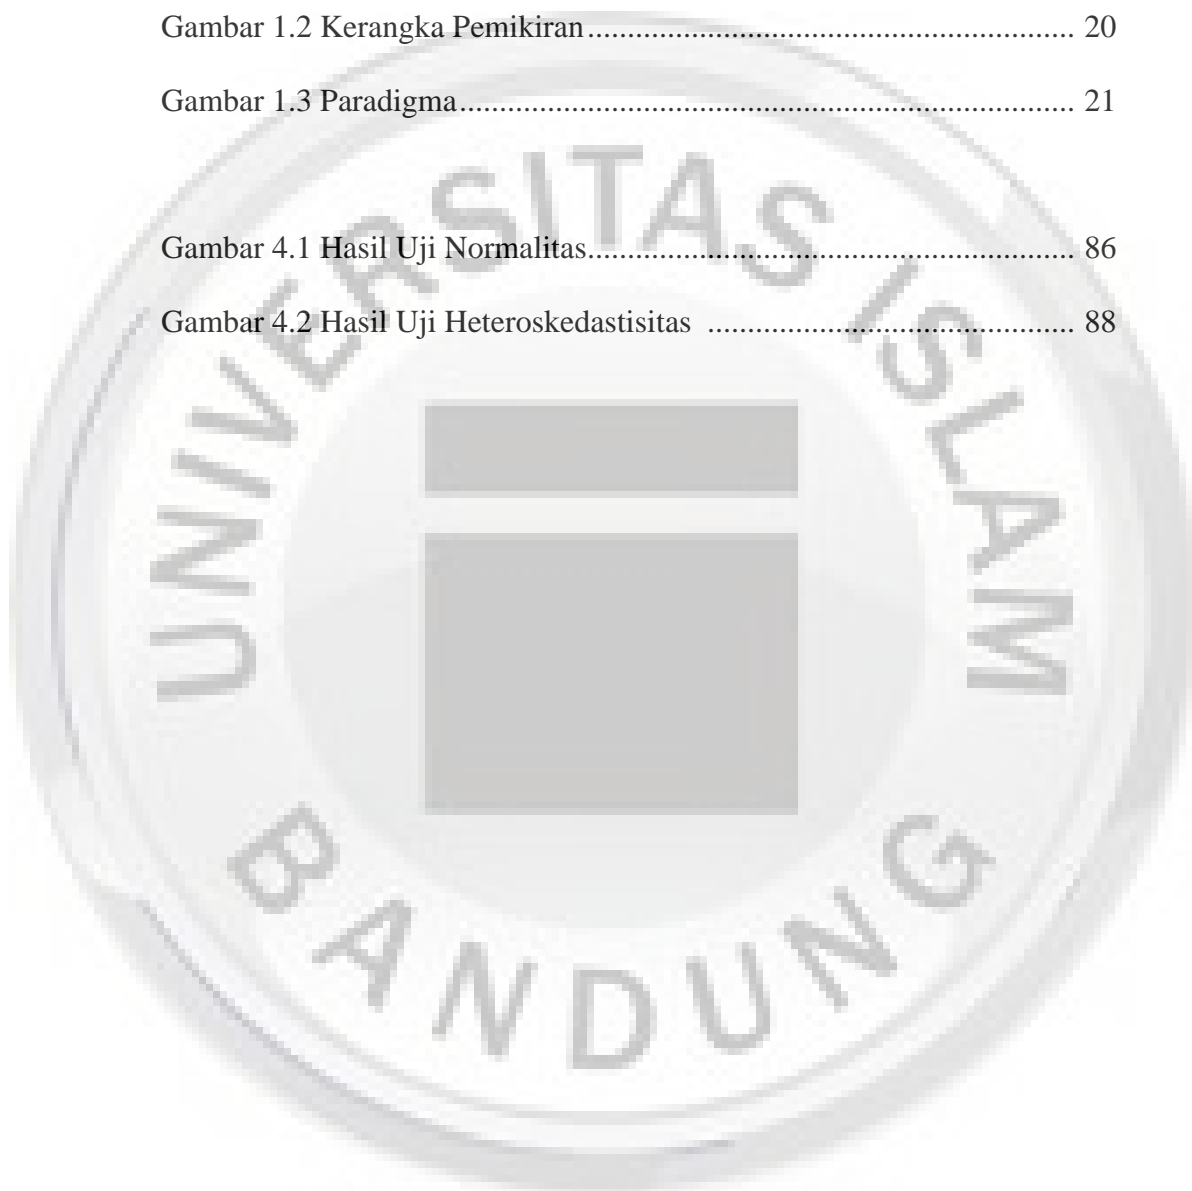 Gambar 1.2 Kerangka Pemikiran.................................................... 20
Gambar 1.3 Paradigma.................................................................. 21
Gambar 4.1 Hasil Uji Normalitas.................................................... 86
Gambar 4.2 Hasil Uji Heteroskedastisitas ....................................... 88
UNIVERSITAS ISLAM
BANDUNG